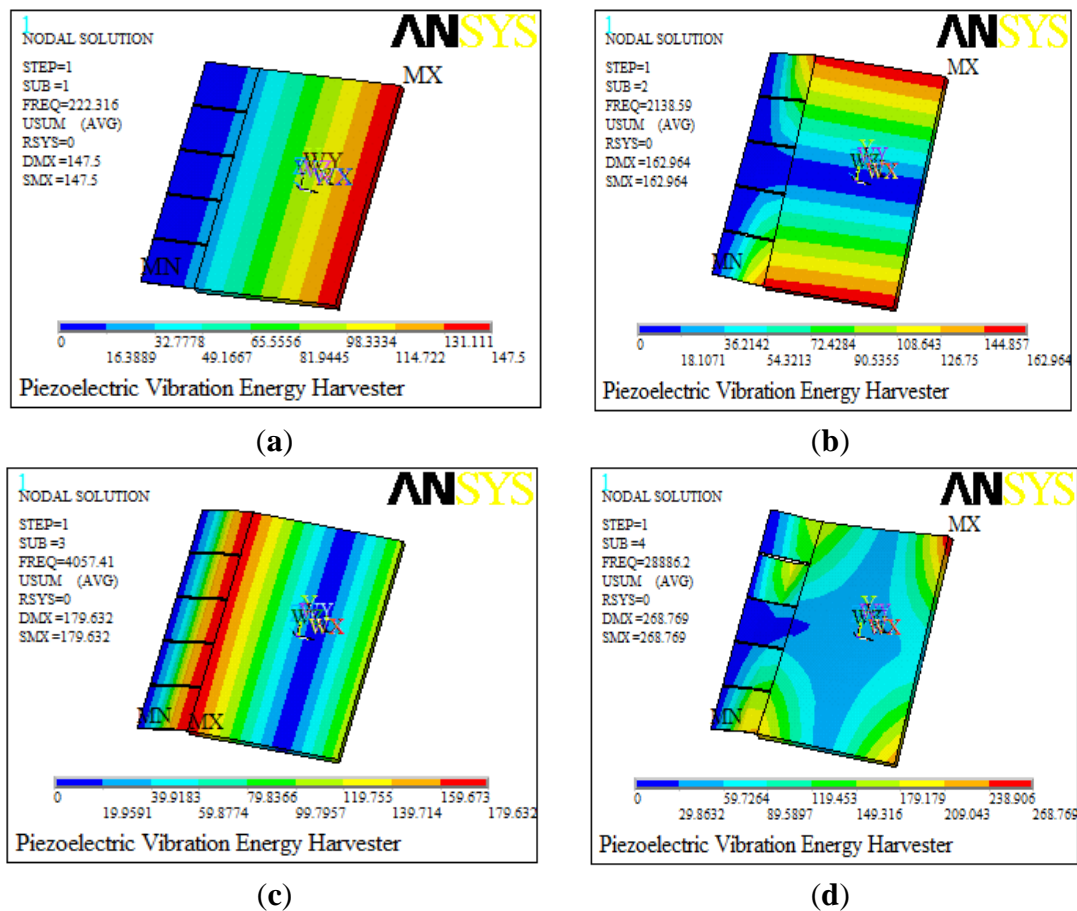 1
ANSYS
NODAL SOLUTION
STEP=1
SUB =1
FREQ=222.316
USUM (AVG)
RSYS=0
DMX =147.5
SMX =147.5
MX
MN
0 32.7778 65.5556 98.3334 131.111
16.3889 49.1667 81.9445 114.722 147.5
Piezoelectric Vibration Energy Harvester
(a)
1
ANSYS
NODAL SOLUTION
STEP=1
SUB =2
FREQ=2138.59
USUM (AVG)
RSYS=0
DMX =162.964
SMX =162.964
MX
MN
0 36.2142 72.4284 108.643 144.857
18.1071 54.3213 90.5355 126.75 162.964
Piezoelectric Vibration Energy Harvester
(b)
1
ANSYS
NODAL SOLUTION
STEP=1
SUB =3
FREQ=4057.41
USUM (AVG)
RSYS=0
DMX =179.632
SMX =179.632
MN MX
0 39.9183 79.8366 119.755 159.673
19.9591 59.8774 99.7957 139.714 179.632
Piezoelectric Vibration Energy Harvester
(c)
1
ANSYS
NODAL SOLUTION
STEP=1
SUB =4
FREQ=28886.2
USUM (AVG)
RSYS=0
DMX =268.769
SMX =268.769
MX
MN
0 59.7264 119.453 179.179 238.906
29.8632 89.5897 149.316 209.043 268.769
Piezoelectric Vibration Energy Harvester
(d)